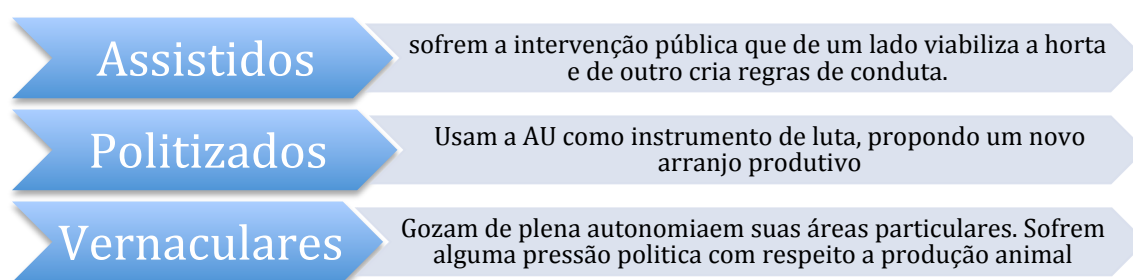 Assistidos
sofrem a intervenção pública que de um lado viabiliza a horta
e de outro cria regras de conduta.
Politizados
Usam a AU como instrumento de luta, propondo um novo
arranjo produtivo
Vernaculares
Gozam de plena autonomiaem suas áreas particulares. Sofrem
alguma pressão politica com respeito a produção animal